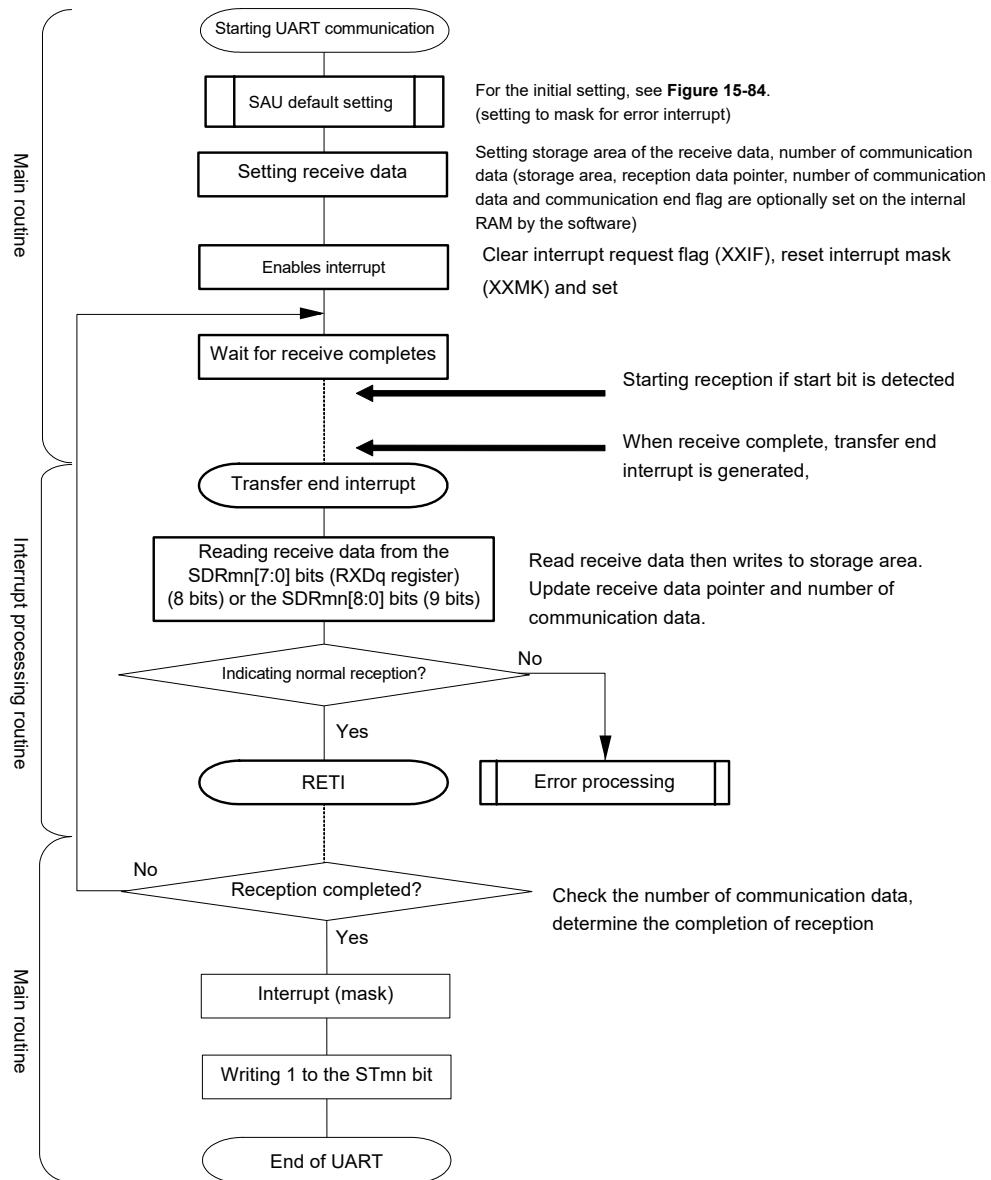 Starting UART communication
SAU default setting
For the initial setting, see Figure 15-84.
(setting to mask for error interrupt)
Setting receive data
Setting storage area of the receive data, number of communication
data (storage area, reception data pointer, number of communication
data and communication end flag are optionally set on the internal
RAM by the software)
Main routine
Enables interrupt
Clear interrupt request flag (XXIF), reset interrupt mask
(XXMK) and set
Wait for receive completes
Starting reception if start bit is detected
When receive complete, transfer end
interrupt is generated,
Transfer end interrupt
Interrupt processing routine
Reading receive data from the
SDRmn[7:0] bits (RXDq register)
(8 bits) or the SDRmn[8:0] bits (9 bits)
Read receive data then writes to storage area.
Update receive data pointer and number of
communication data.
Indicating normal reception?
No
Yes
RETI
Error processing
No
Reception completed?
Check the number of communication data,
determine the completion of reception
Yes
Main routine
Interrupt (mask)
Writing 1 to the STmn bit
End of UART